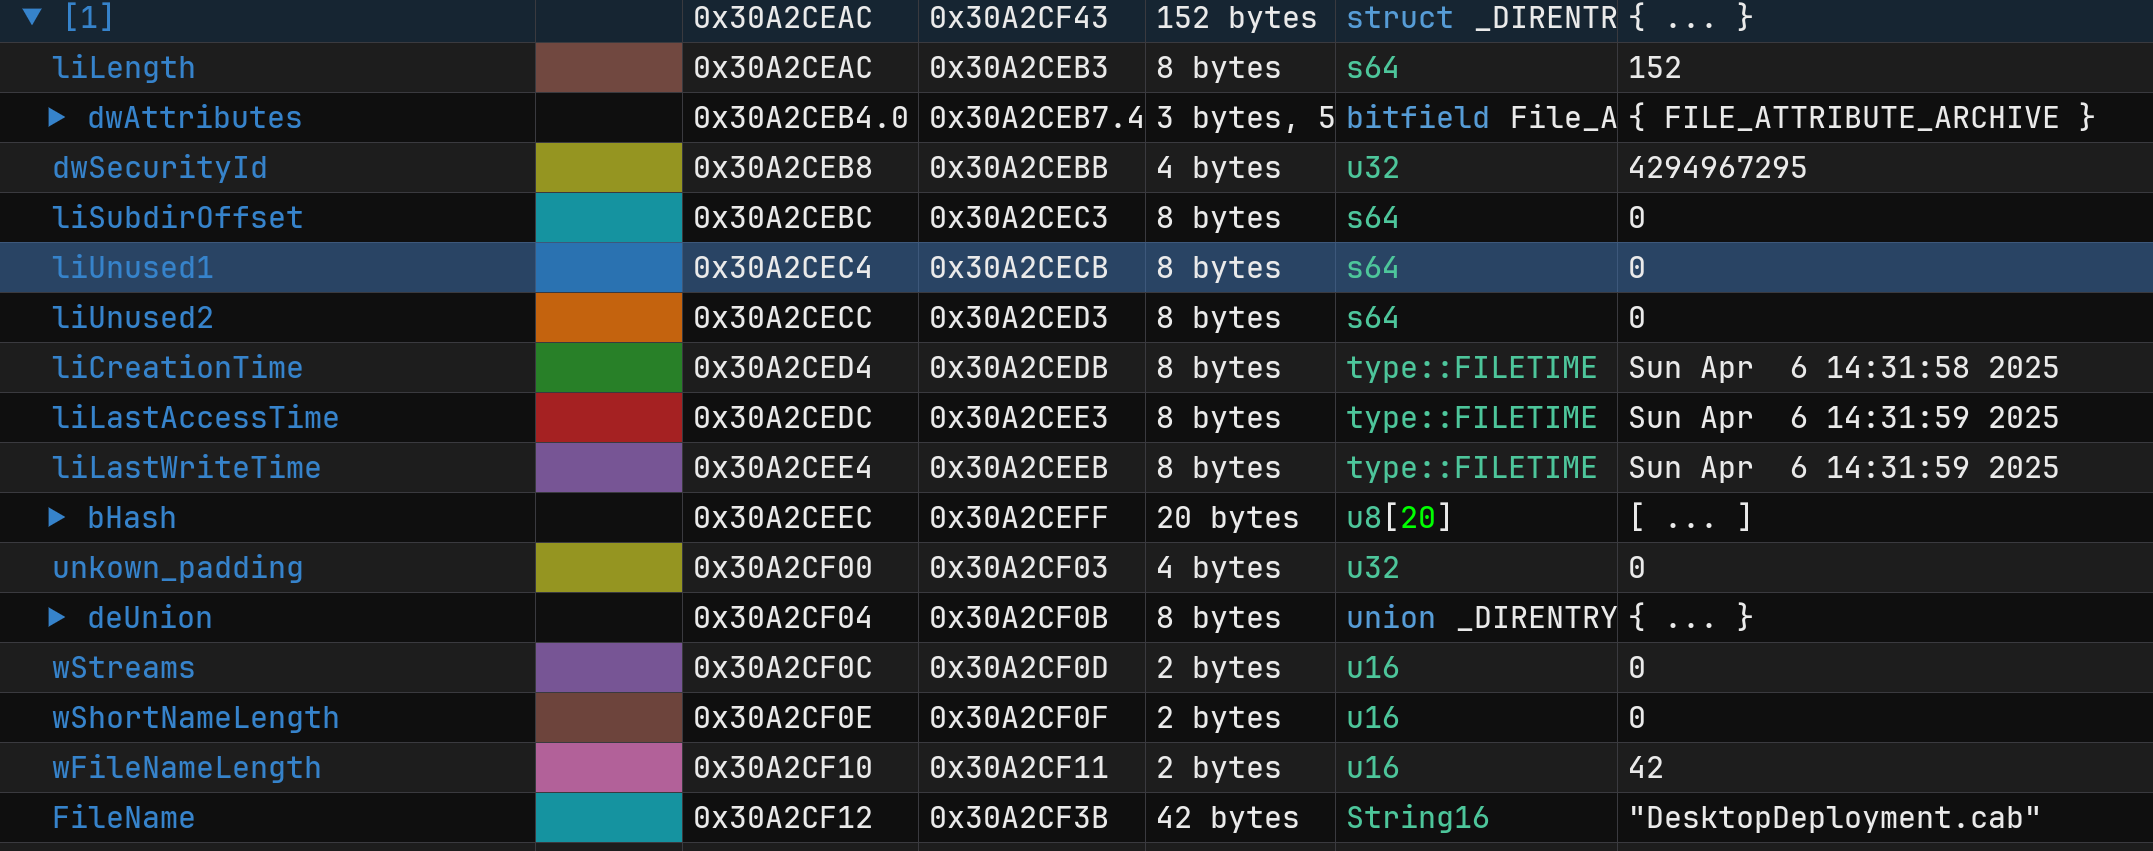 ▼ [1] 0x30A2CEAC 0x30A2CF43 152 bytes struct _DIRENTR { ... }
liLength 0x30A2CEAC 0x30A2CEB3 8 bytes s64 152
▶ dwAttributes 0x30A2CEB4.0 0x30A2CEB7.4 3 bytes, 5 bitfield File_A { FILE_ATTRIBUTE_ARCHIVE }
dwSecurityId 0x30A2CEB8 0x30A2CEBB 4 bytes u32 4294967295
liSubdirOffset 0x30A2CEBC 0x30A2CEC3 8 bytes s64 0
liUnused1 0x30A2CEC4 0x30A2CECB 8 bytes s64 0
liUnused2 0x30A2CECC 0x30A2CED3 8 bytes s64 0
liCreationTime 0x30A2CED4 0x30A2CEDB 8 bytes type::FILETIME Sun Apr  6 14:31:58 2025
liLastAccessTime 0x30A2CEDC 0x30A2CEE3 8 bytes type::FILETIME Sun Apr  6 14:31:59 2025
liLastWriteTime 0x30A2CEE4 0x30A2CEEB 8 bytes type::FILETIME Sun Apr  6 14:31:59 2025
▶ bHash 0x30A2CEEC 0x30A2CEFF 20 bytes u8[20] [ ... ]
unkown_padding 0x30A2CF00 0x30A2CF03 4 bytes u32 0
▶ deUnion 0x30A2CF04 0x30A2CF0B 8 bytes union _DIRENTRY { ... }
wStreams 0x30A2CF0C 0x30A2CF0D 2 bytes u16 0
wShortNameLength 0x30A2CF0E 0x30A2CF0F 2 bytes u16 0
wFileNameLength 0x30A2CF10 0x30A2CF11 2 bytes u16 42
FileName 0x30A2CF12 0x30A2CF3B 42 bytes String16 "DesktopDeployment.cab"